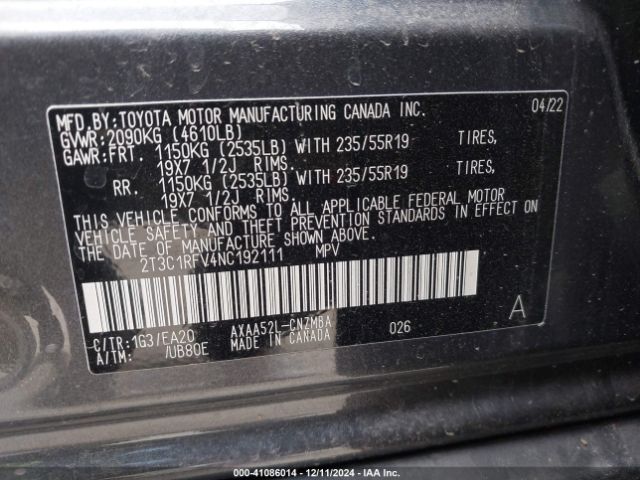 MFD.BY:TOYOTA MOTOR MANUFACTURING CANADA INC. 04/22
GVWR:2090KG (4610LB)
GAWR:FRT. 1150KG (2535LB) WITH 235/55R19 TIRES,
19X7 1/2J RIMS.
RR. 1150KG (2535LB) WITH 235/55R19 TIRES,
19X7 1/2J RIMS.
THIS VEHICLE CONFORMS TO ALL APPLICABLE FEDERAL MOTOR
VEHICLE SAFETY AND THEFT PREVENTION STANDARDS IN EFFECT ON
THE DATE OF MANUFACTURE SHOWN ABOVE.
2T3C1RFV4NC192111 MPV
C/TR:1G3/EA20 AXAA52L-CNZMBA 026 A
A/TM: /UB80E MADE IN CANADA
000-41086014 - 12/11/2024 - IAA Inc.